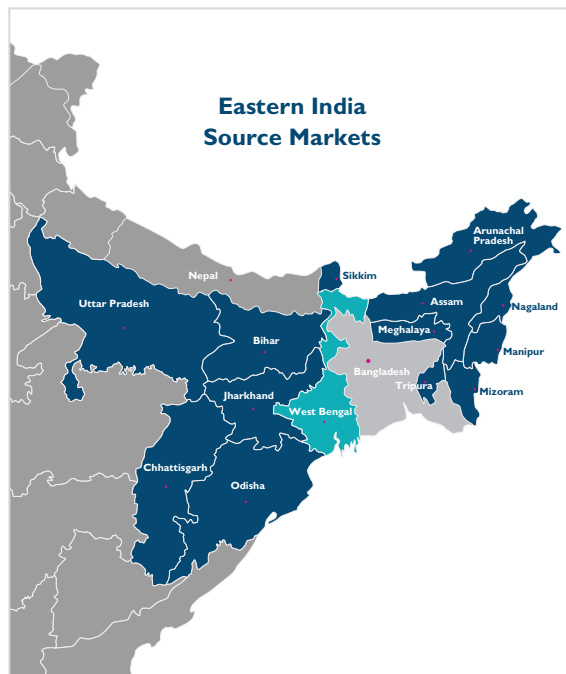 Eastern India
Source Markets
Arunachal
Pradesh
Nepal
Sikkim
Uttar Pradesh
Assam
Nagaland
Bihar
Meghalaya
Manipur
Bangladesh
Tripura
Jharkhand
Mizoram
West Bengal
Chhattisgarh
Odisha